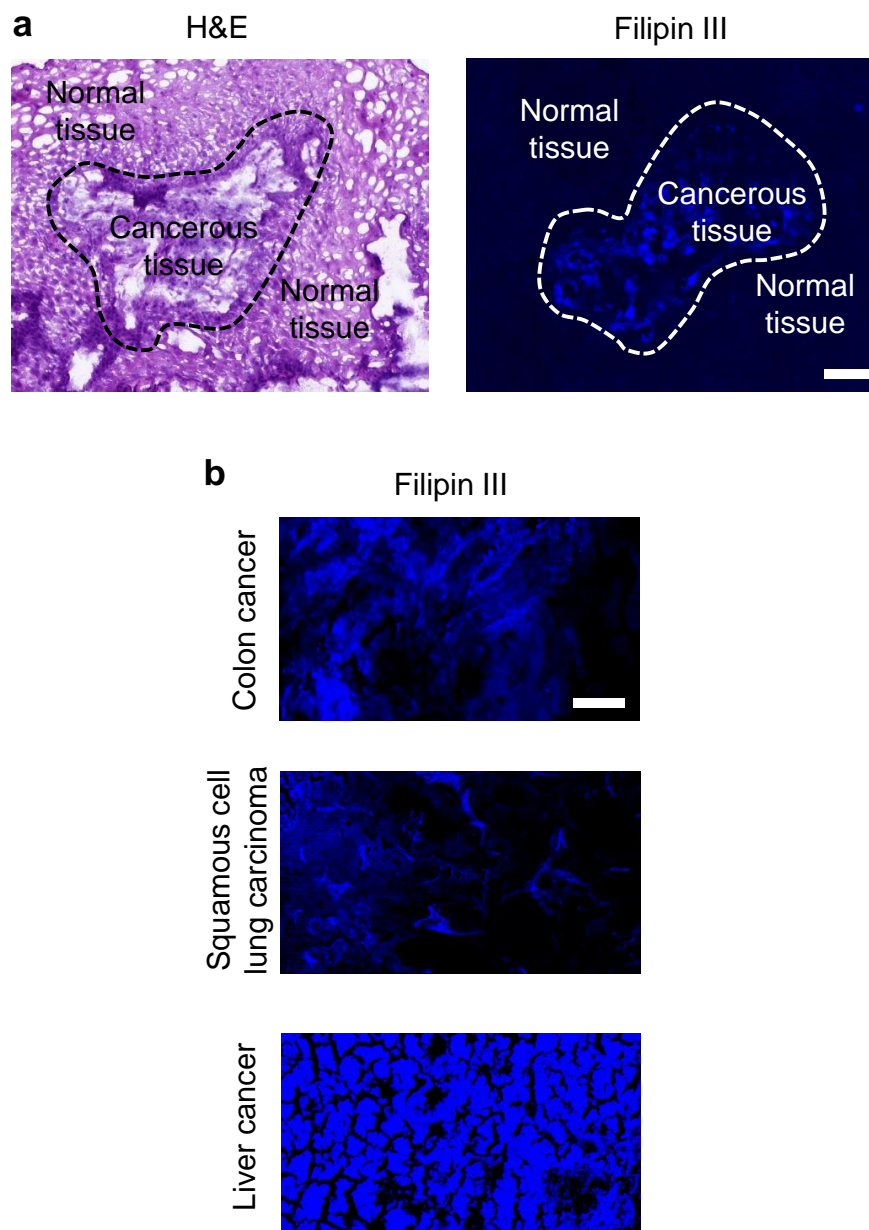 a
H&E
Filipin III
Normal
tissue
Cancerous
tissue
Normal
tissue
Normal
tissue
Cancerous
tissue
Normal
tissue
b
Filipin III
Colon cancer
Squamous cell
lung carcinoma
Liver cancer